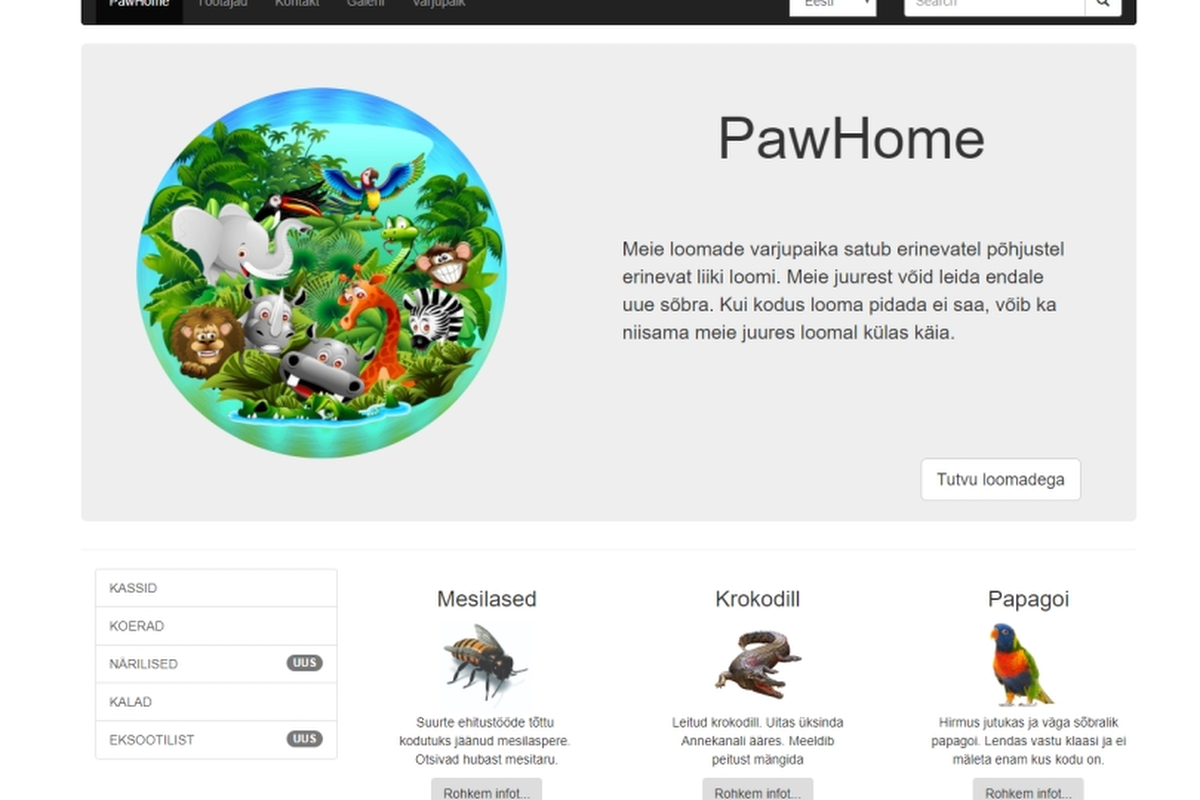 PawHome Töötajad Kontakt Galerii Varjupaik Eesti Search
PawHome
Meie loomade varjupaika satub erinevatel põhjustel
erinevat liiki loomi. Meie juurest võid leida endale
uue sõbra. Kui kodus looma pidada ei saa, võib ka
niisama meie juures loomal külas käia.
Tutvu loomadega
KASSID
KOERAD
NÄRILISED UUS
KALAD
EKSOOTILIST UUS
Mesilased
Suurte ehitustööde tõttu
kodutuks jäänud mesilaspere.
Otsivad hubast mesitaru.
Rohkem infot...
Krokodill
Leitud krokodill. Uitas üksinda
Annekanali ääres. Meeldib
peitust mängida
Rohkem infot...
Papagoi
Hirmus jutukas ja väga sõbralik
papagoi. Lendas vastu klaasi ja ei
mäleta enam kus kodu on.
Rohkem infot...